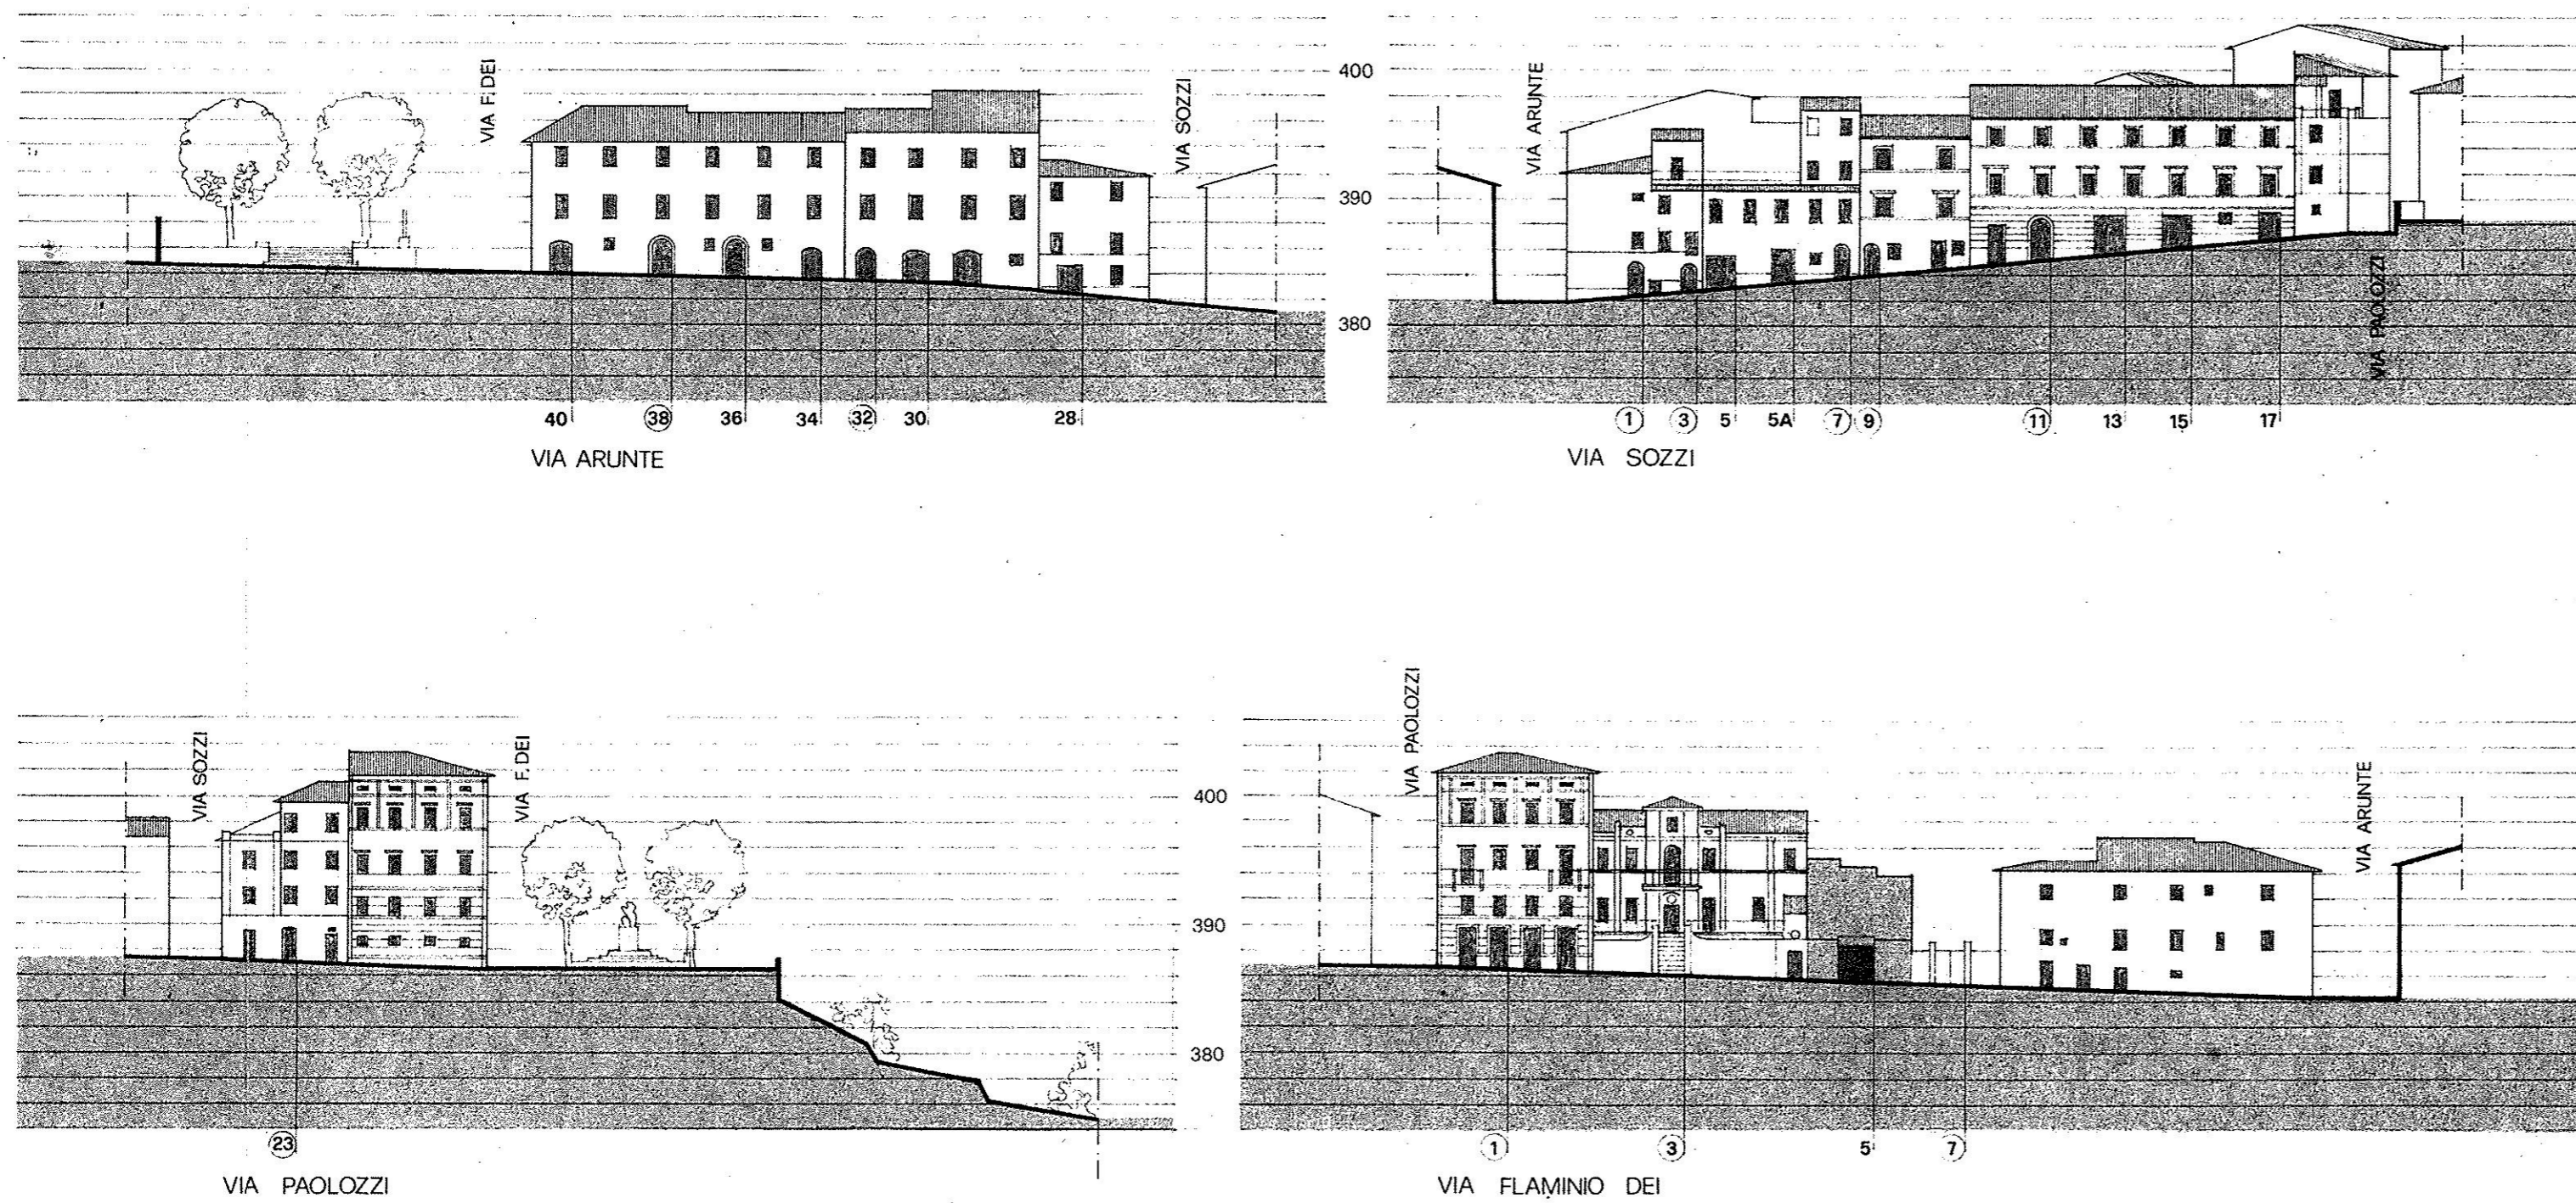 VIA F. DEI
VIA SOZZI
400
390
380
VIA ARUNTE
VIA PAOLOZZI
40 38 36 34 32 30 28
1 3 5 5A 7 9 11 13 15 17
VIA ARUNTE
VIA SOZZI
VIA SOZZI
VIA F. DEI
400
390
380
VIA PAOLOZZI
VIA ARUNTE
23
1 3 5 7
VIA PAOLOZZI
VIA FLAMINIO DEI